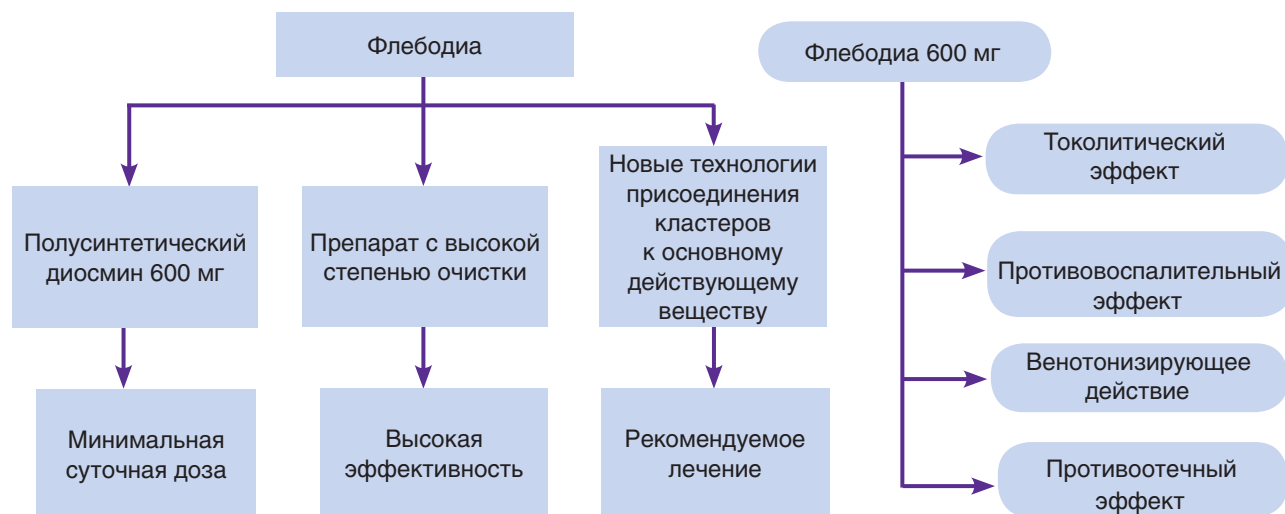 Флебодиа
Полусинтетический
диосмин 600 мг
Препарат с высокой
степенью очистки
Новые технологии
присоединения
кластеров
к основному
действующему
веществу
Минимальная
суточная доза
Высокая
эффективность
Рекомендуемое
лечение
Флебодиа 600 мг
Токолитический
эффект
Противовоспалительный
эффект
Венотонизирующее
действие
Противоотечный
эффект